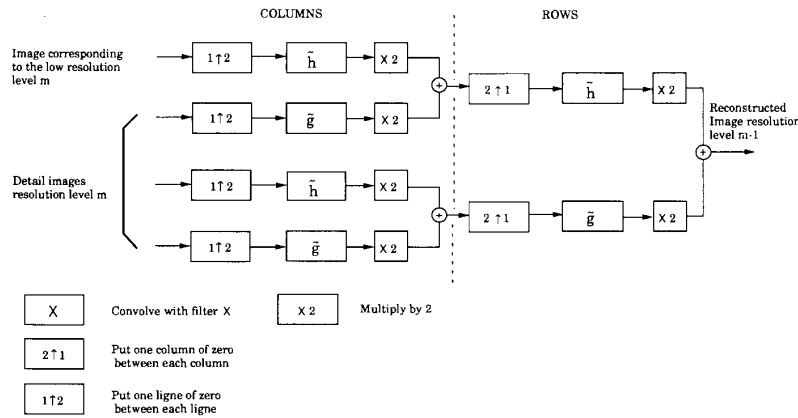 COLUMNS
ROWS
Image corresponding
to the low resolution
level m
1↑2
h̃
X 2
+
2 ↑1
h̃
X 2
1↑2
g̃
X 2
Reconstructed
Image resolution
level m-1
+
Detail images
resolution level m
1↑2
h̃
X 2
+
2 ↑1
g̃
X 2
1↑2
g̃
X 2
X
Convolve with filter X
X 2
Multiply by 2
2↑1
Put one column of zero
between each column
1↑2
Put one ligne of zero
between each ligne